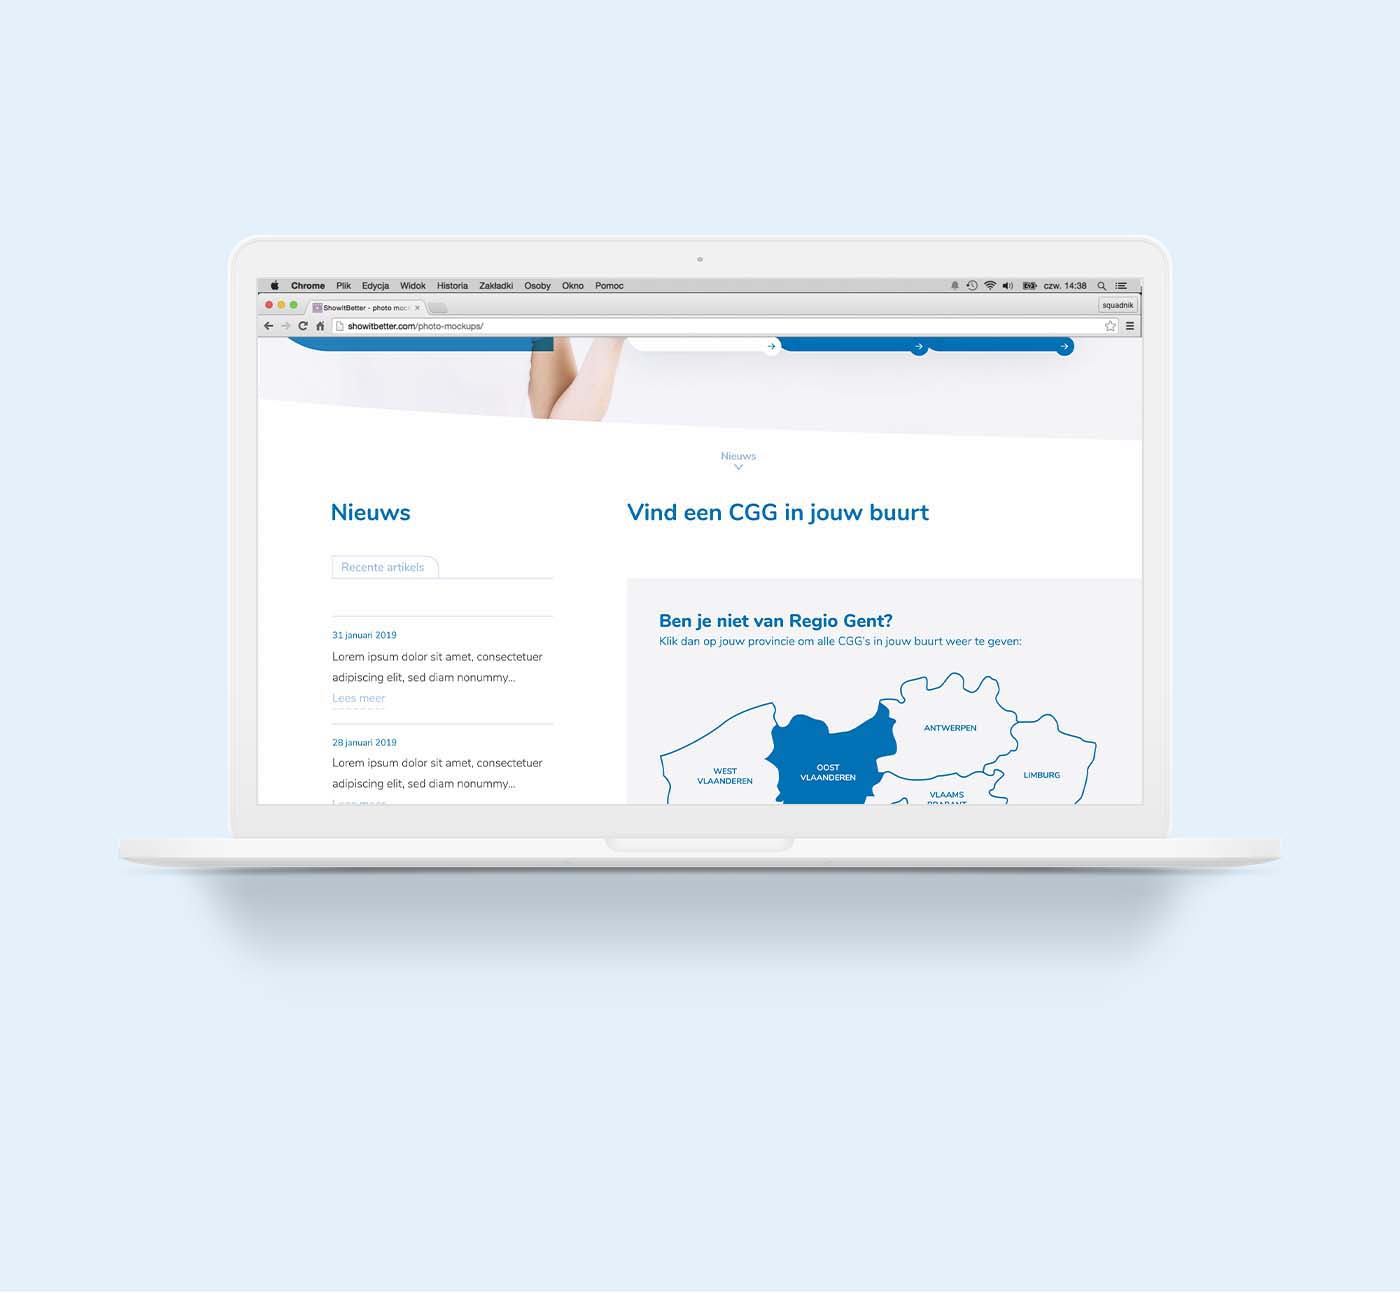 Chrome Plik Edycja Widok Historia Zakładki Osoby Okno Pomoc
czw. 14:38
ShowItBetter - photo moc
squadnik
showitbetter.com/photo-mockups/
Nieuws
Nieuws
Vind een CGG in jouw buurt
Recente artikels
31 januari 2019
Lorem ipsum dolor sit amet, consectetuer
adipiscing elit, sed diam nonummy...
Lees meer
28 januari 2019
Lorem ipsum dolor sit amet, consectetuer
adipiscing elit, sed diam nonummy...
Lees meer
Ben je niet van Regio Gent?
Klik dan op jouw provincie om alle CGG's in jouw buurt weer te geven:
WEST
VLAANDEREN
OOST
VLAANDEREN
ANTWERPEN
LIMBURG
VLAAMS
BRABANT